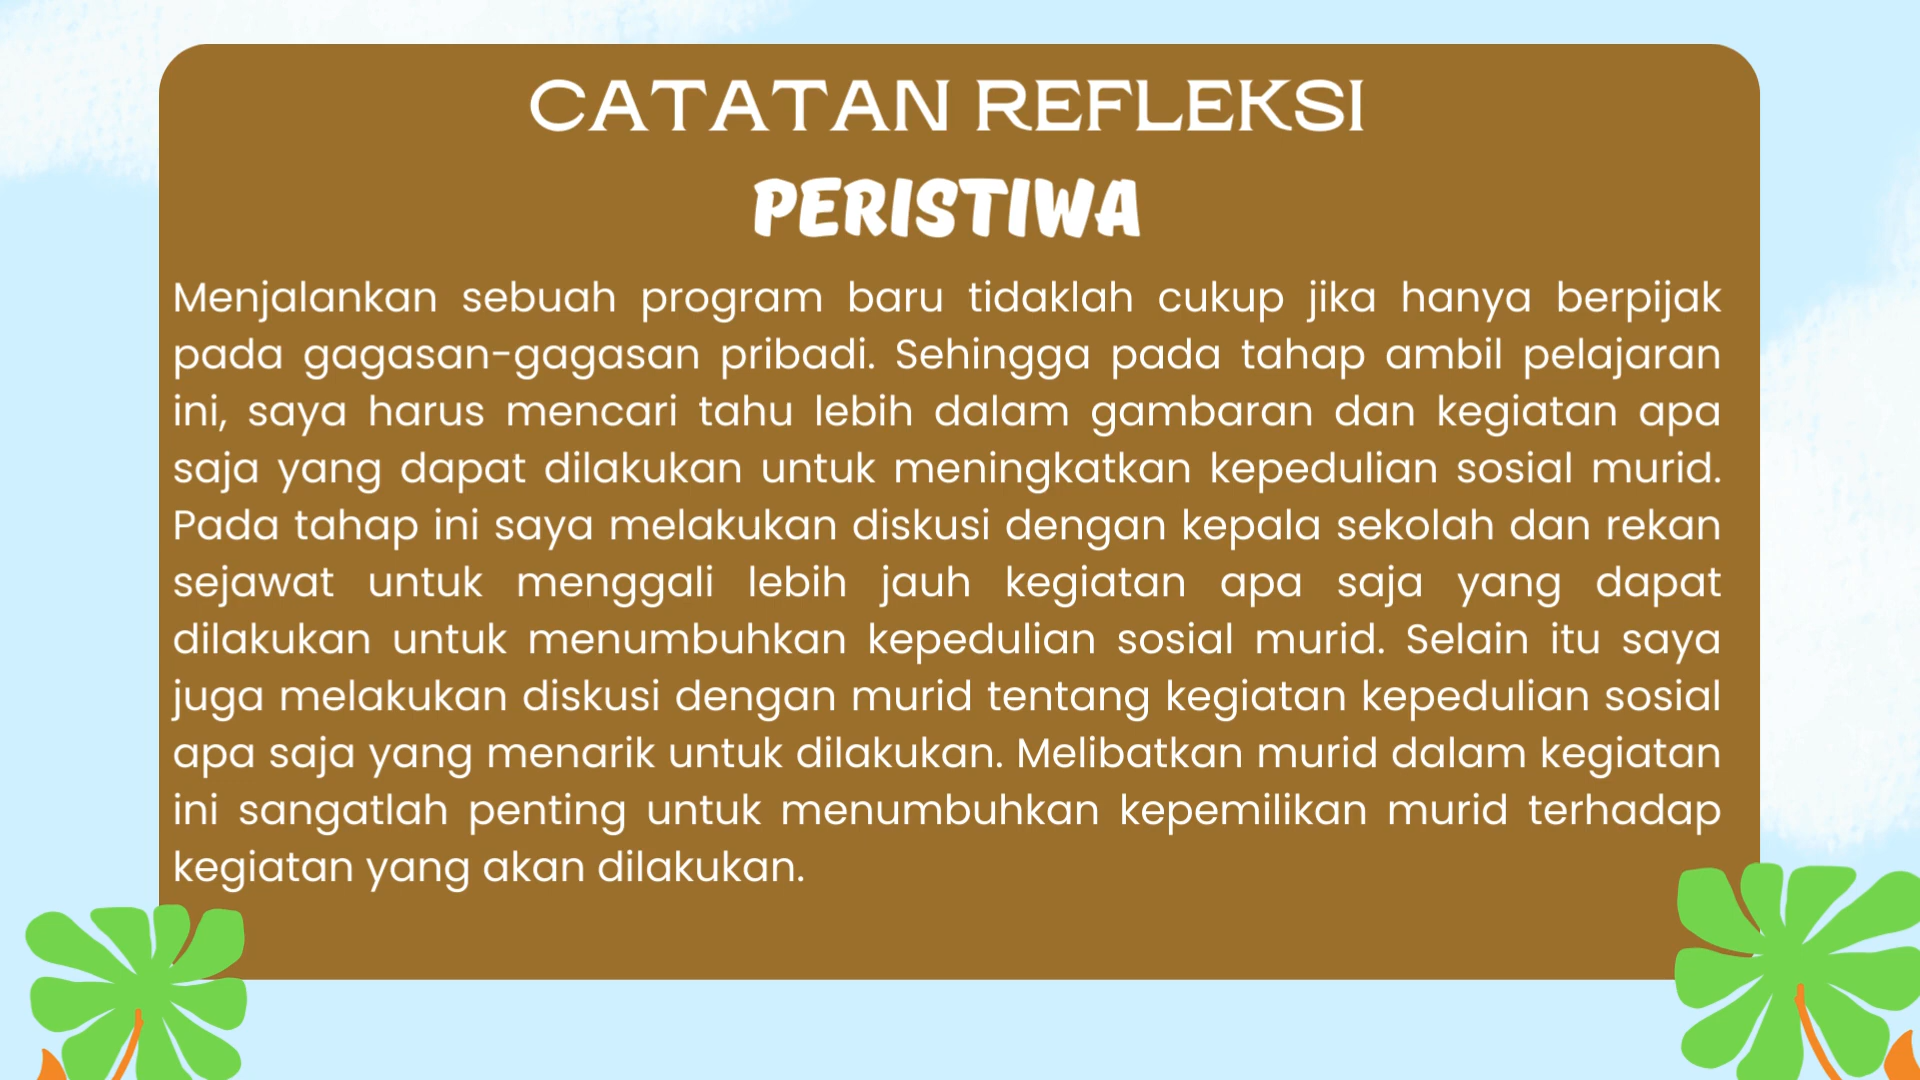 CATATAN REFLEKSI
PERISTIWA
Menjalankan sebuah program baru tidaklah cukup jika hanya berpijak
pada gagasan-gagasan pribadi. Sehingga pada tahap ambil pelajaran
ini, saya harus mencari tahu lebih dalam gambaran dan kegiatan apa
saja yang dapat dilakukan untuk meningkatkan kepedulian sosial murid.
Pada tahap ini saya melakukan diskusi dengan kepala sekolah dan rekan
sejawat untuk menggali lebih jauh kegiatan apa saja yang dapat
dilakukan untuk menumbuhkan kepedulian sosial murid. Selain itu saya
juga melakukan diskusi dengan murid tentang kegiatan kepedulian sosial
apa saja yang menarik untuk dilakukan. Melibatkan murid dalam kegiatan
ini sangatlah penting untuk menumbuhkan kepemilikan murid terhadap
kegiatan yang akan dilakukan.